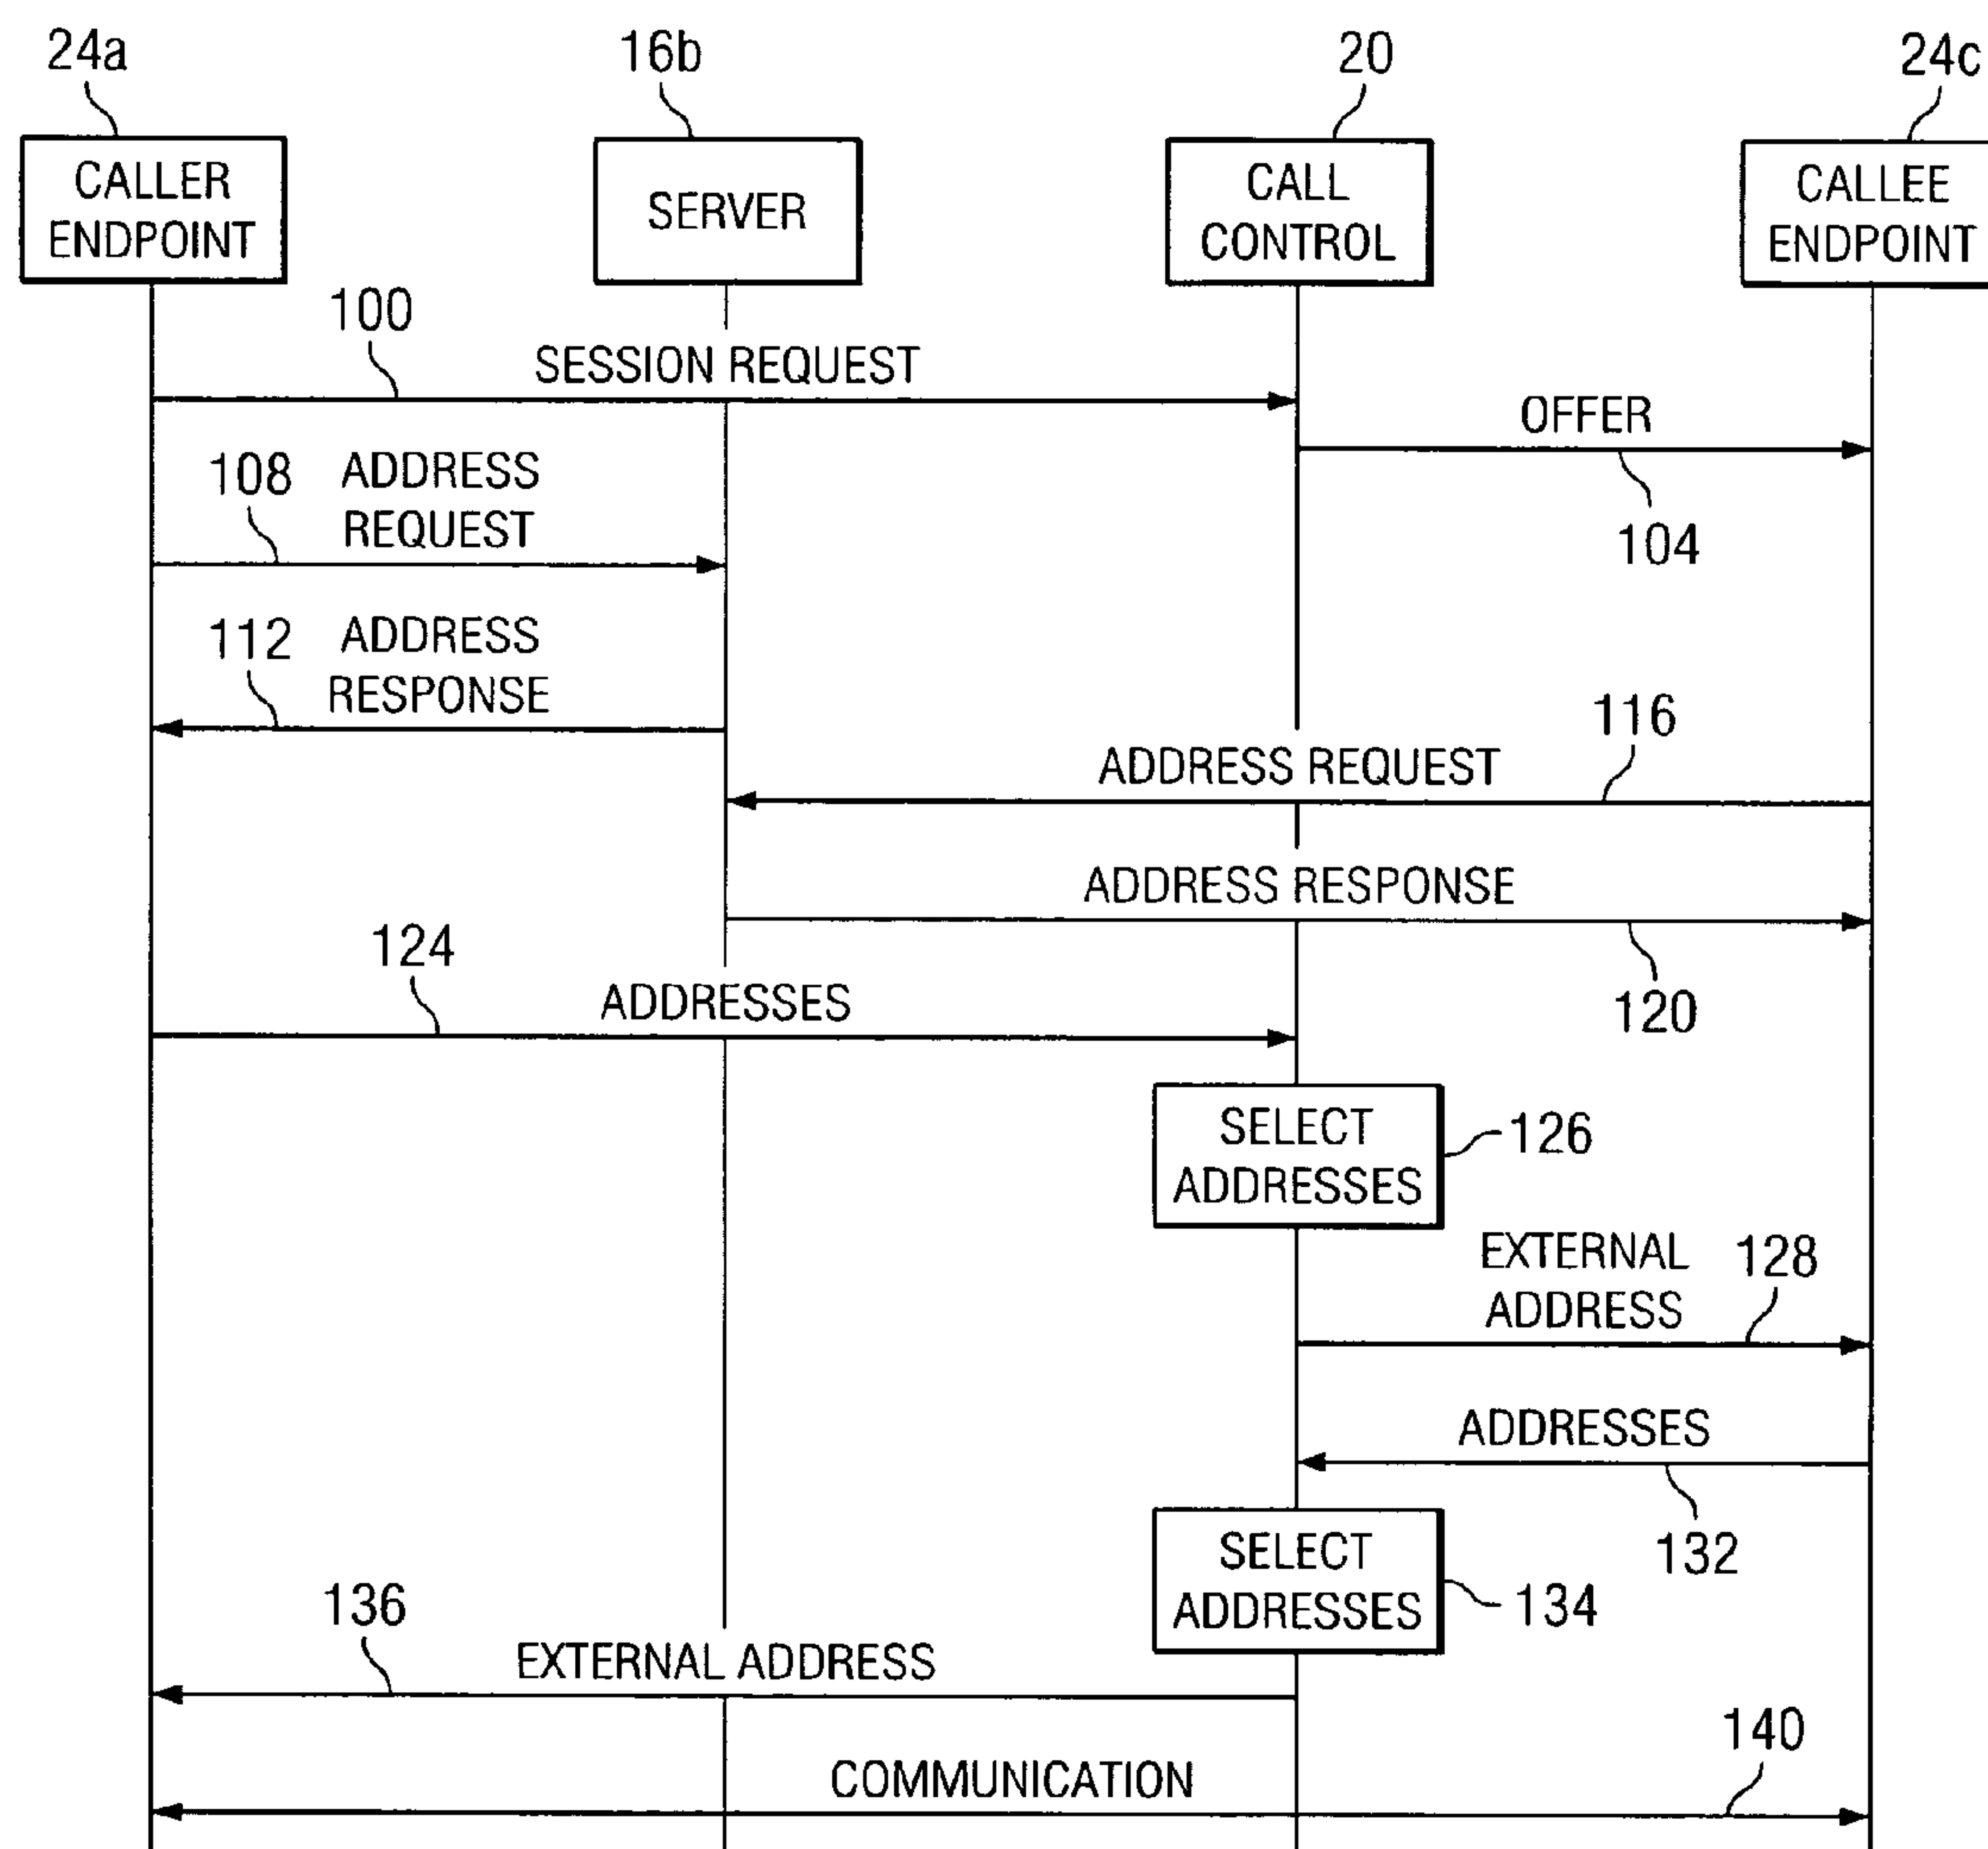 24a
16b
20
24c
CALLER
ENDPOINT
SERVER
CALL
CONTROL
CALLEE
ENDPOINT
100
SESSION REQUEST
OFFER
104
108
ADDRESS
REQUEST
112
ADDRESS
RESPONSE
116
ADDRESS REQUEST
ADDRESS RESPONSE
120
124
ADDRESSES
SELECT
ADDRESSES
126
EXTERNAL
ADDRESS
128
ADDRESSES
132
SELECT
ADDRESSES
134
136
EXTERNAL ADDRESS
140
COMMUNICATION